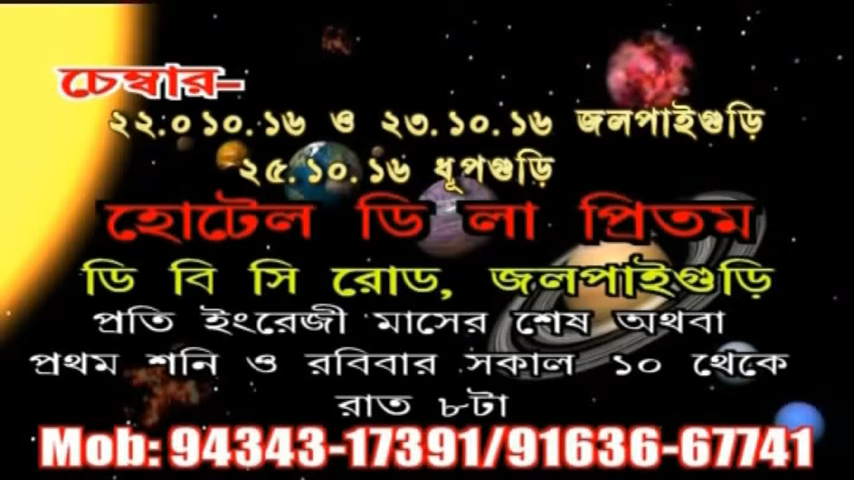 চেম্বার-
২২.০১০.১৬ ও ২৩.১০.১৬ জলপাইগুড়ি
২৫.১০.১৬ ধূপগুড়ি
হোটেল ডি লা প্রিতম
ডি বি সি রোড, জলপাইগুড়ি
প্রতি ইংরেজী মাসের শেষ অথবা
প্রথম শনি ও রবিবার সকাল ১০ থেকে
রাত ৮টা
Mob: 94343-17391/91636-67741